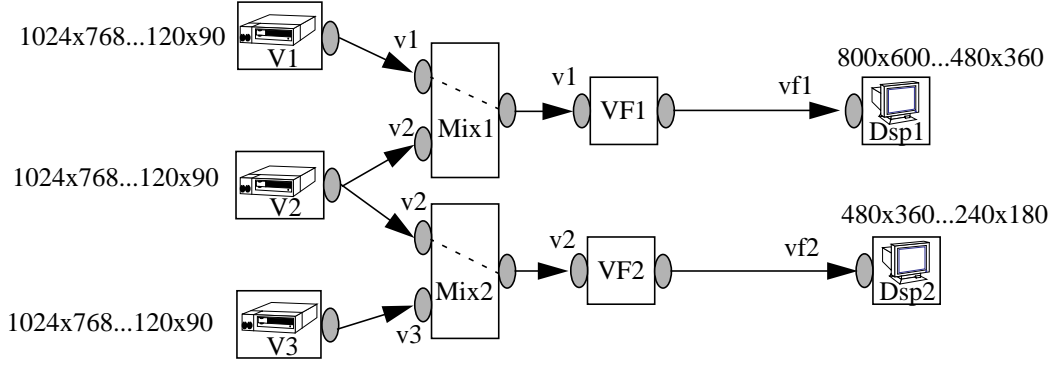 1024x768...120x90
V1
v1
v2
Mix1
v1
VF1
vf1
800x600...480x360
Dsp1
1024x768...120x90
V2
v2
Mix2
v3
v2
VF2
vf2
480x360...240x180
Dsp2
1024x768...120x90
V3